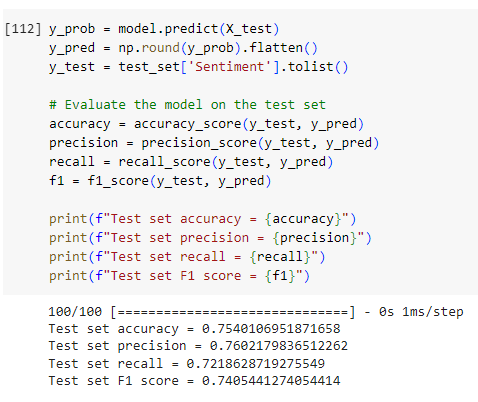 [112] y_prob = model.predict(X_test)
y_pred = np.round(y_prob).flatten()
y_test = test_set['Sentiment'].tolist()
# Evaluate the model on the test set
accuracy = accuracy_score(y_test, y_pred)
precision = precision_score(y_test, y_pred)
recall = recall_score(y_test, y_pred)
f1 = f1_score(y_test, y_pred)
print(f"Test set accuracy = {accuracy}")
print(f"Test set precision = {precision}")
print(f"Test set recall = {recall}")
print(f"Test set F1 score = {f1}")
100/100 [==============================] - 0s 1ms/step
Test set accuracy = 0.7540106951871658
Test set precision = 0.7602179836512262
Test set recall = 0.7218628719275549
Test set F1 score = 0.7405441274054414